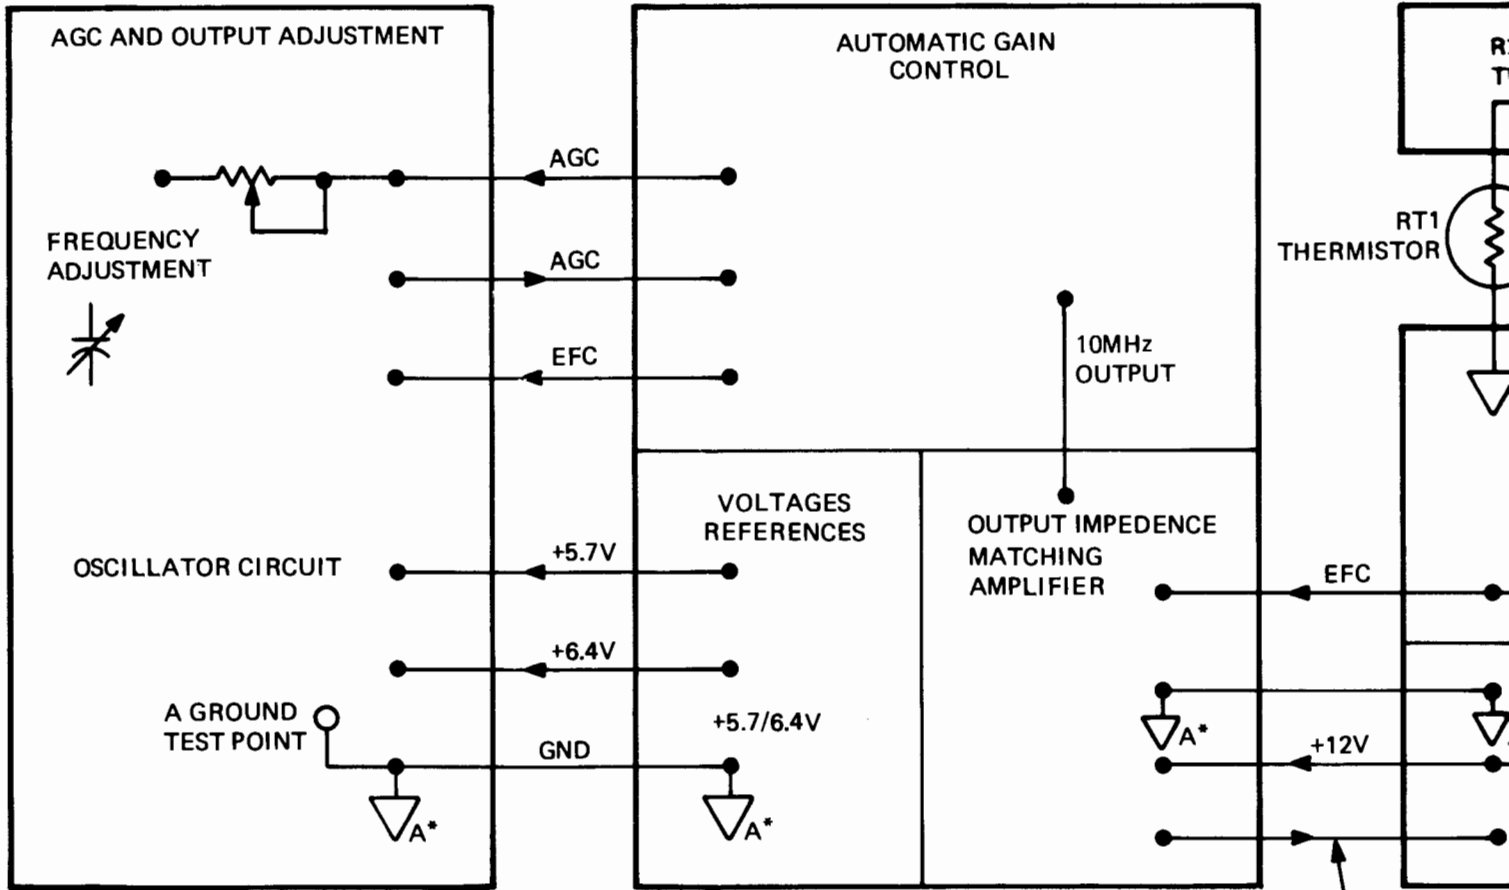 AGC AND OUTPUT ADJUSTMENT
AUTOMATIC GAIN
CONTROL
AGC
FREQUENCY
ADJUSTMENT
AGC
EFC
10MHz
OUTPUT
RT1
THERMISTOR
VOLTAGES
REFERENCES
OUTPUT IMPEDENCE
MATCHING
AMPLIFIER
OSCILLATOR CIRCUIT
+5.7V
EFC
+6.4V
A GROUND
TEST POINT
+5.7/6.4V
GND
A*
+12V
A*
A*